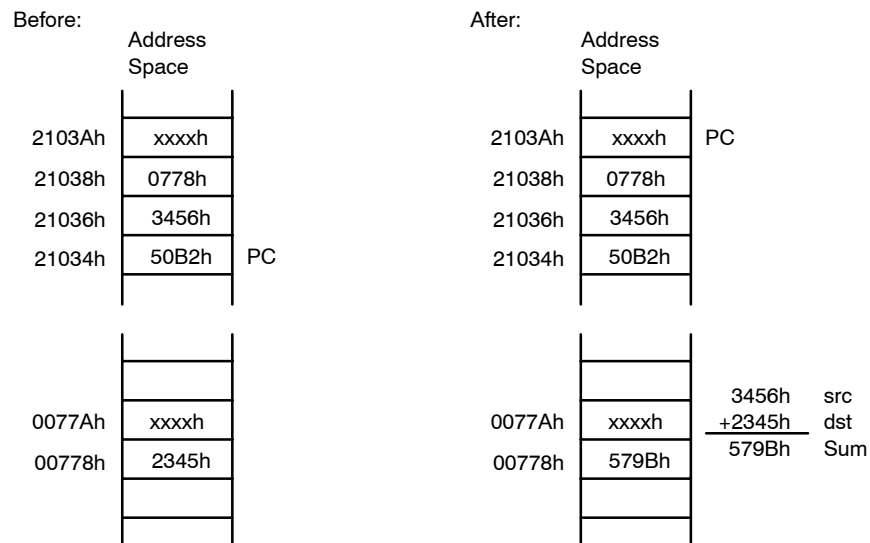 Before:
Address
Space
2103Ah xxxxh
21038h 0778h
21036h 3456h
21034h 50B2h PC
0077Ah xxxxh
00778h 2345h
After:
Address
Space
2103Ah xxxxh PC
21038h 0778h
21036h 3456h
21034h 50B2h
0077Ah xxxxh
00778h 579Bh
3456h src
+2345h dst
579Bh Sum